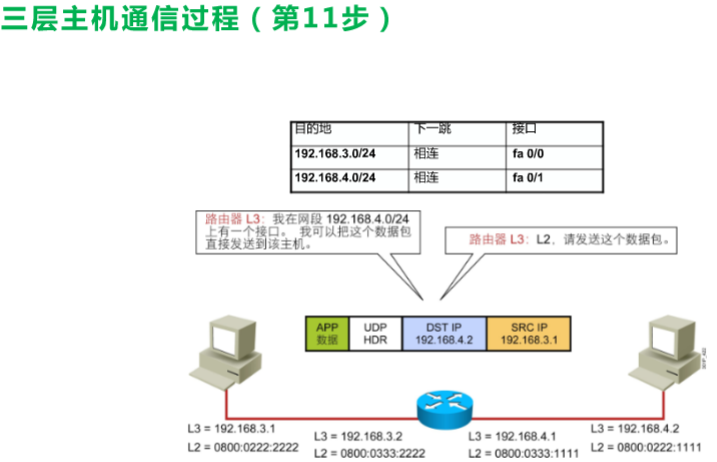 三层主机通信过程（第11步）
目的地 下一跳 接口
192.168.3.0/24 相连 fa 0/0
192.168.4.0/24 相连 fa 0/1
路由器 L3：我在网段 192.168.4.0/24
上有一个接口。 我可以把这个数据包
直接发送到该主机。
路由器 L3：L2，请发送这个数据包。
APP
数据
UDP
HDR
DST IP
192.168.4.2
SRC IP
192.168.3.1
L3 = 192.168.3.1
L2 = 0800:0222:2222
L3 = 192.168.3.2
L2 = 0800:0333:2222
L3 = 192.168.4.1
L2 = 0800:0333:1111
L3 = 192.168.4.2
L2 = 0800:0222:1111